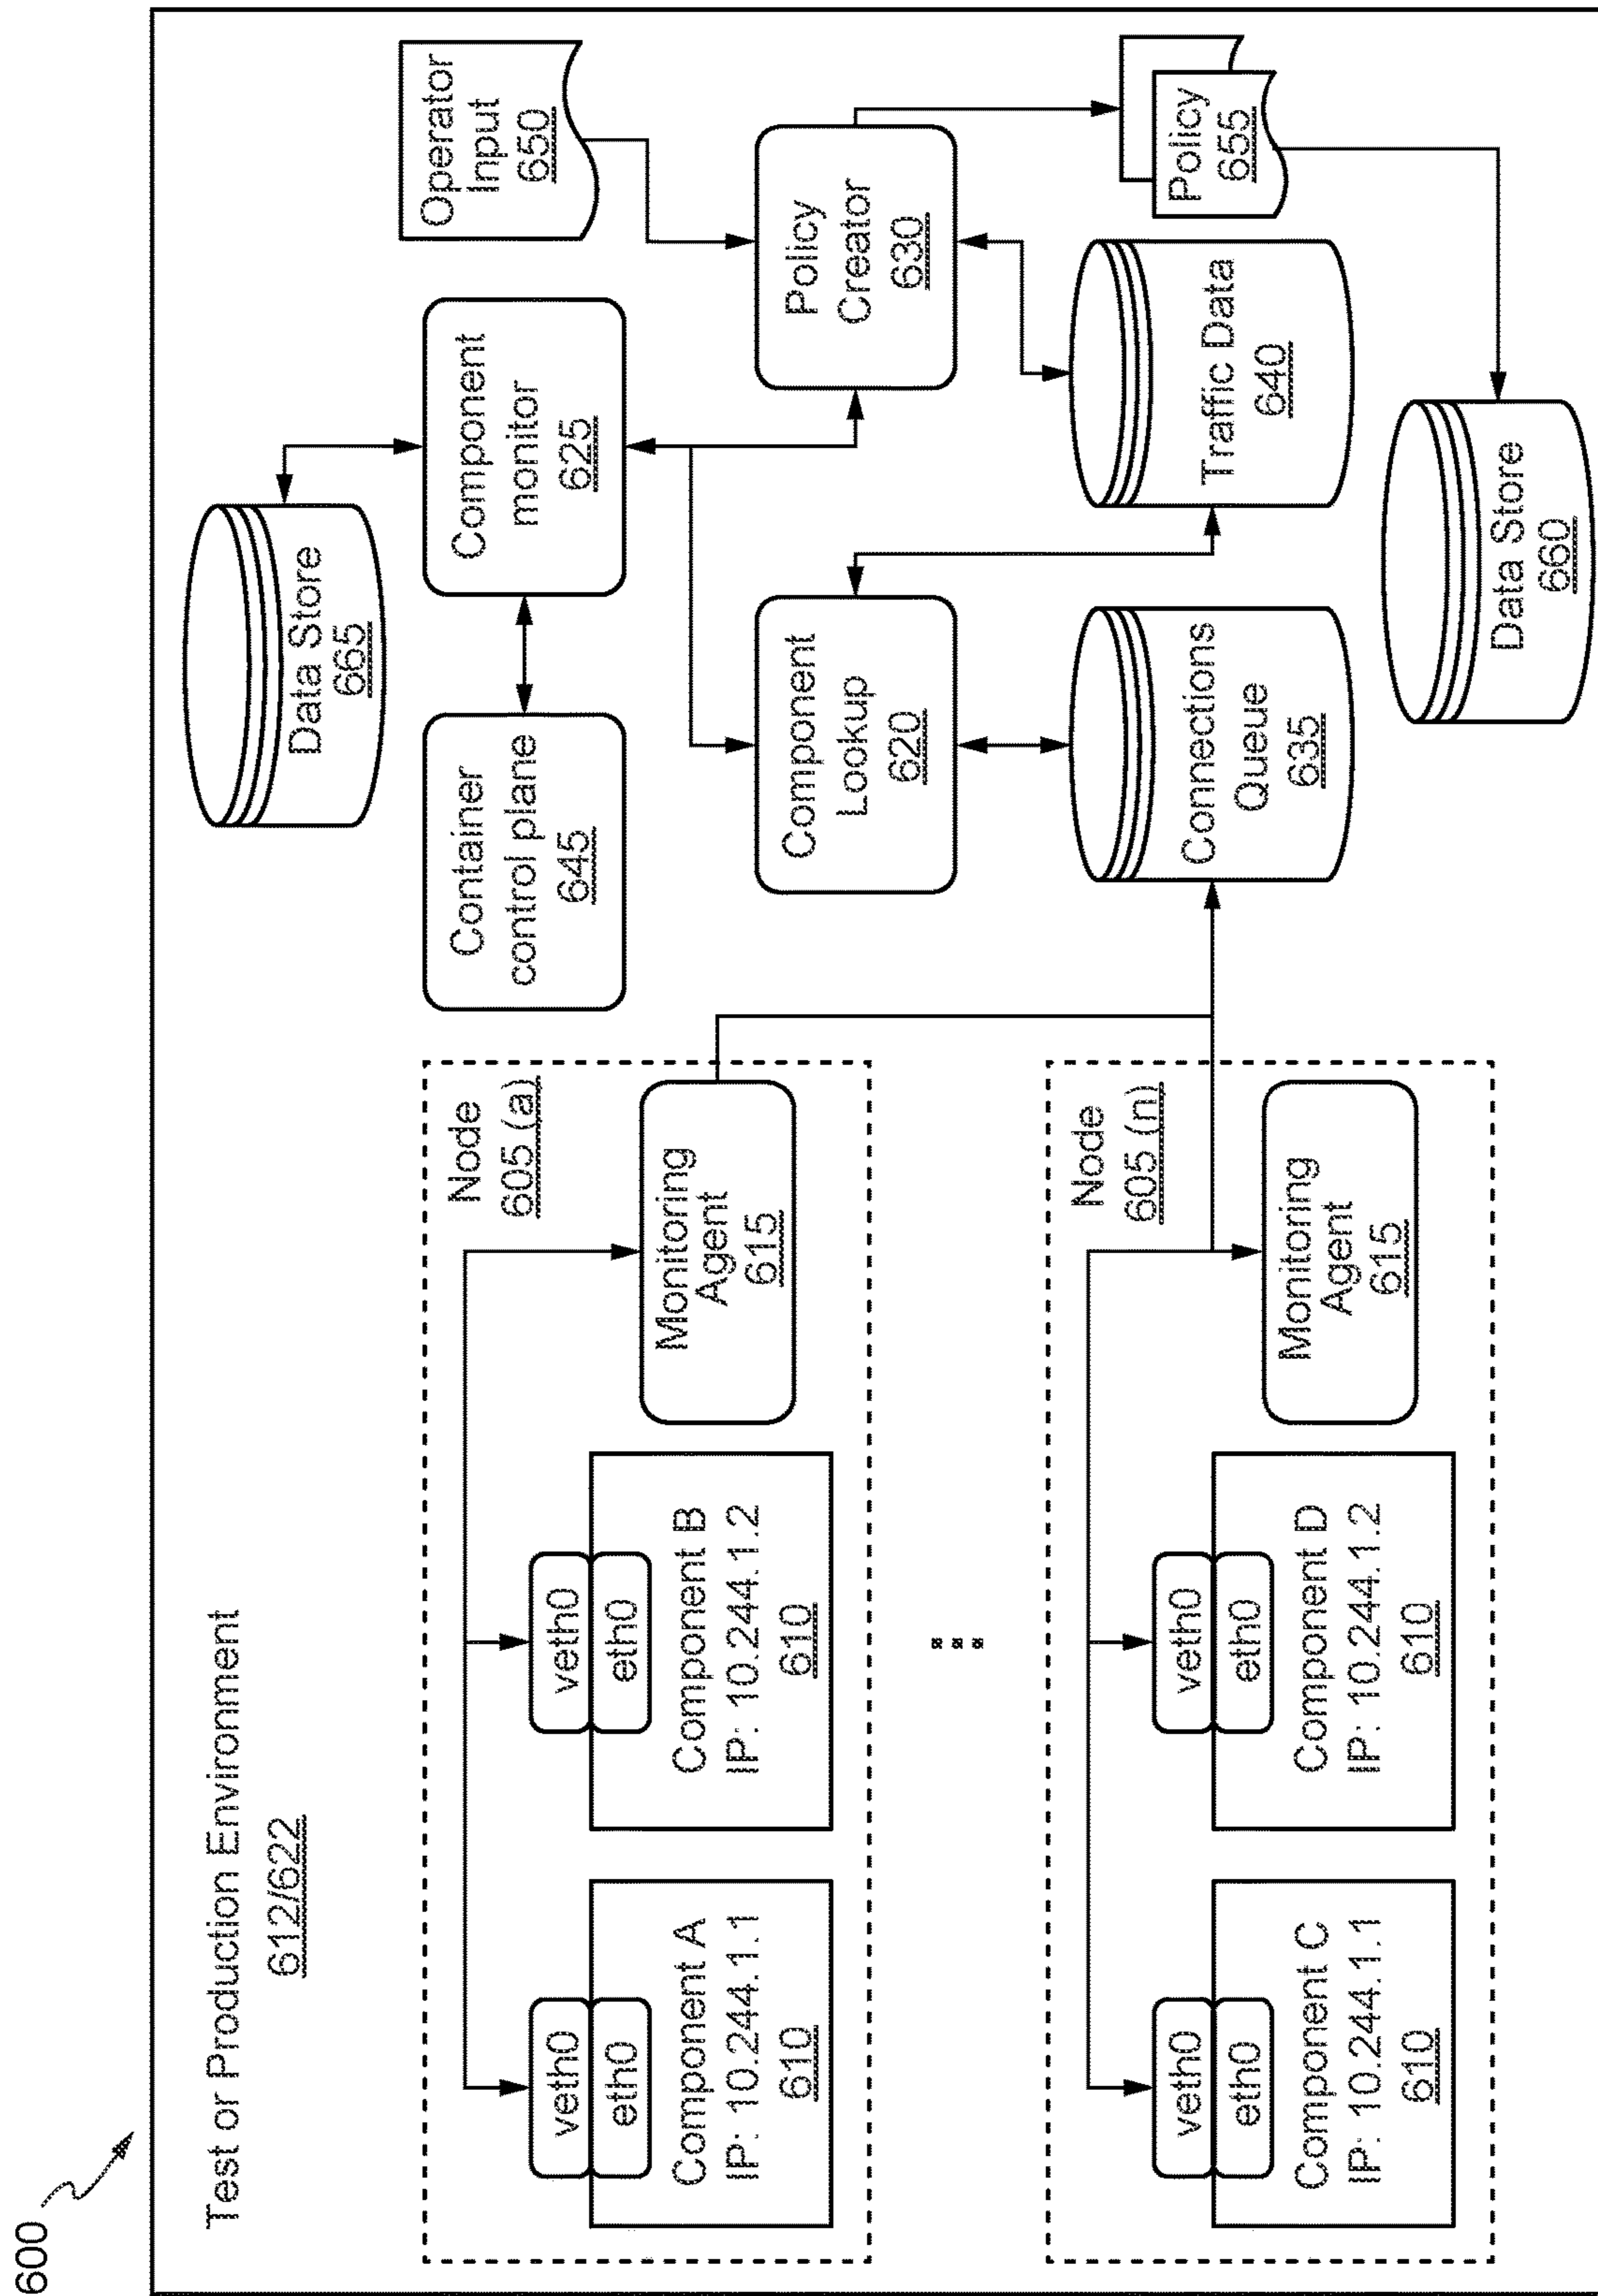 600
Test or Production Environment
612/622
Node
605 (a)
veth0
eth0
Component A
IP: 10.244.1.1
610
veth0
eth0
Component B
IP: 10.244.1.2
610
Monitoring
Agent
615
Node
605 (n)
veth0
eth0
Component C
IP: 10.244.1.1
610
veth0
eth0
Component D
IP: 10.244.1.2
610
Monitoring
Agent
615
Data Store
665
Container
control plane
645
Component
monitor
625
Operator
Input
650
Component
Lookup
620
Policy
Creator
630
Connections
Queue
635
Traffic Data
640
Policy
655
Data Store
660